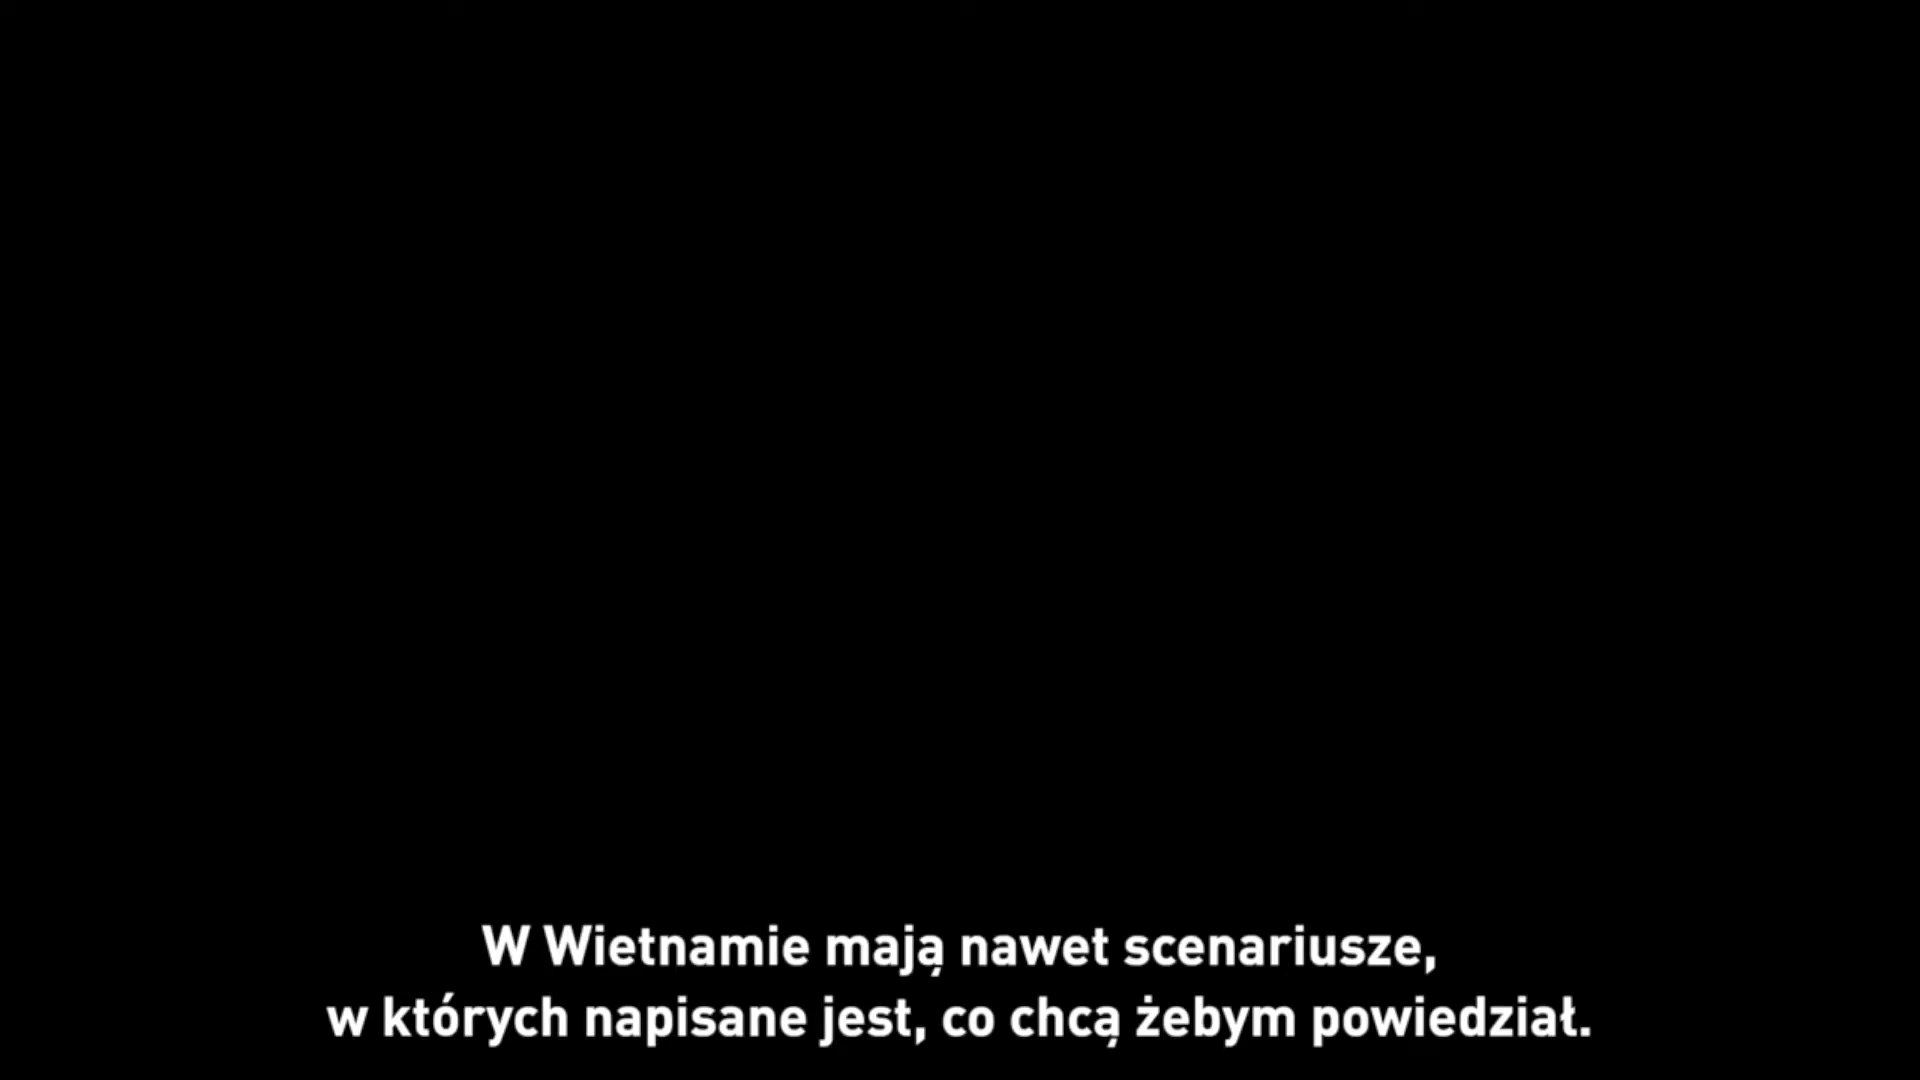 W Wietnamie mają nawet scenariusze,
w których napisane jest, co chcą żebym powiedział.